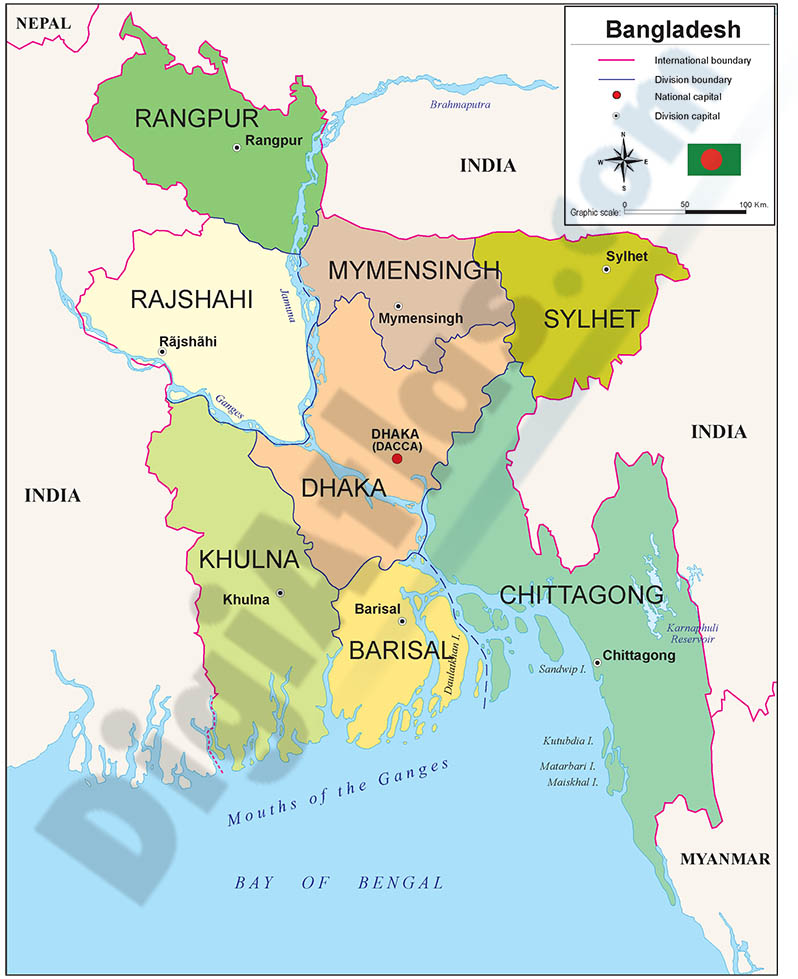 NEPAL
Bangladesh
International boundary
Division boundary
National capital
Division capital
N
W E
S
Graphic scale: 0 50 100 Km.
Brahmaputra
RANGPUR
Rangpur
INDIA
MYMENSINGH
Mymensingh
Sylhet
SYLHET
RAJSHAHI
Jamuna
Rājshāhi
Ganges
DHAKA
(DACCA)
INDIA
DHAKA
INDIA
KHULNA
Khulna
CHITTAGONG
Barisal
BARISAL
Daulatkhan I.
Karnaphuli
Reservoir
Sandwip I.
Chittagong
Kutubdia I.
Matarbari I.
Maiskhal I.
Mouths of the Ganges
BAY OF BENGAL
MYANMAR
DigiAtlas.com